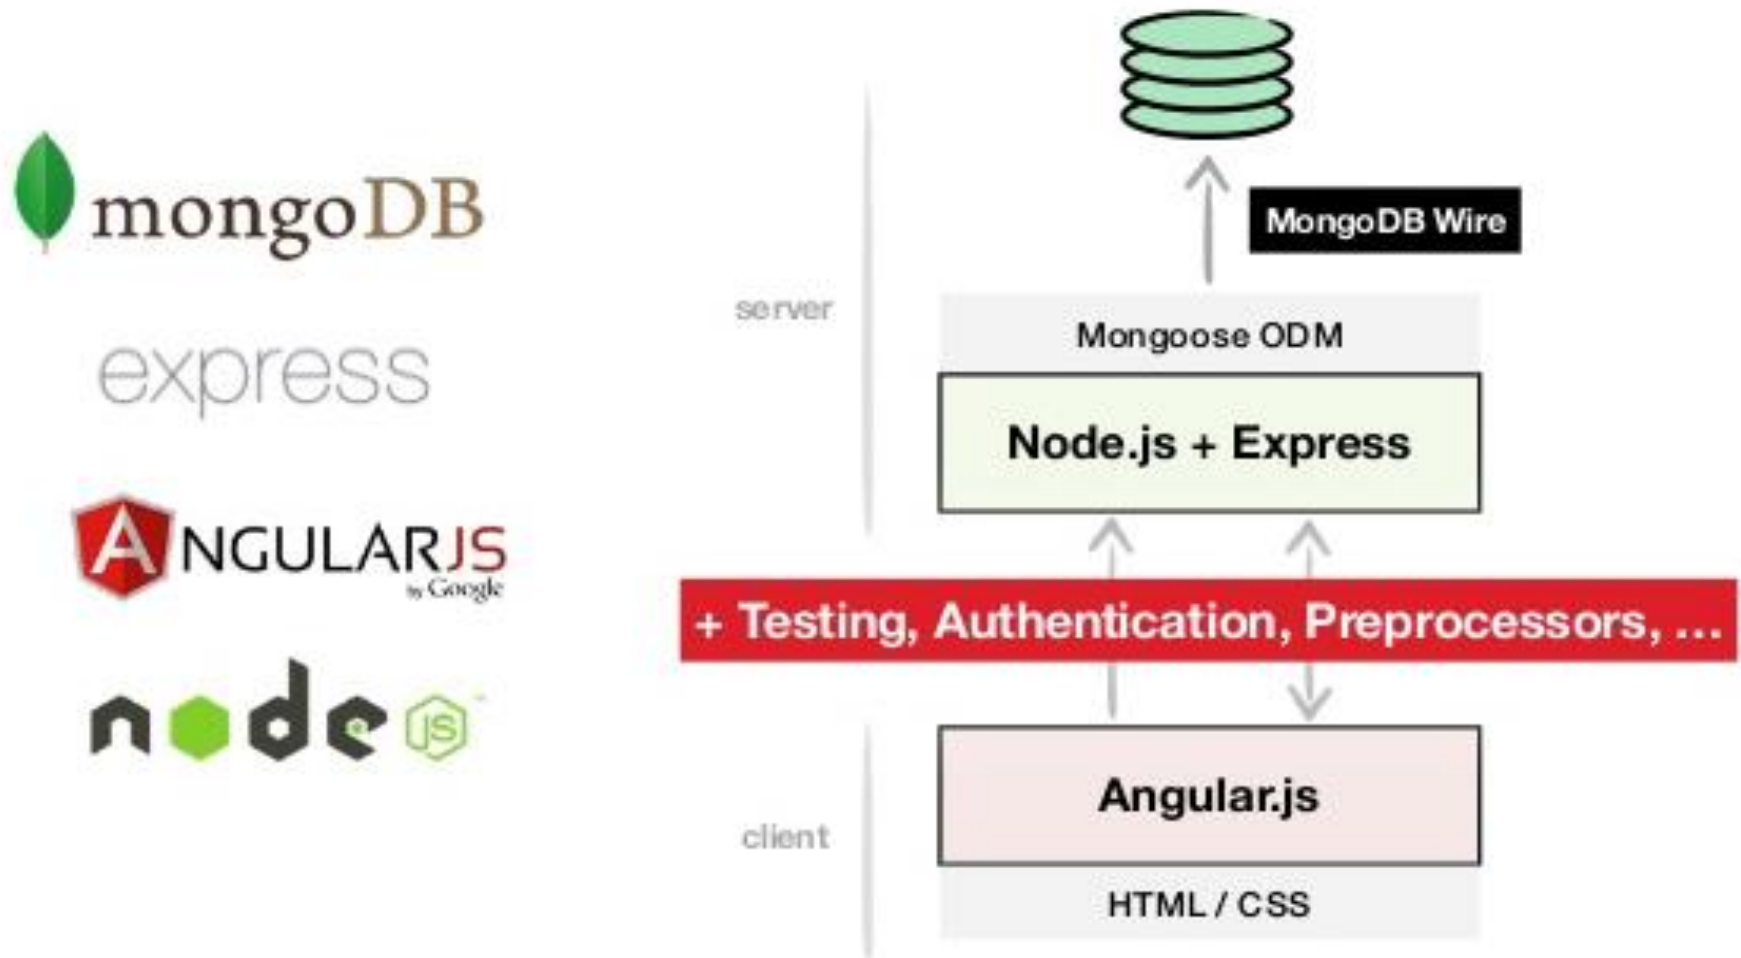 mongoDB
express
ANGULARJS
by Google
node JS
server
MongoDB Wire
Mongoose ODM
Node.js + Express
+ Testing, Authentication, Preprocessors, ...
client
Angular.js
HTML / CSS